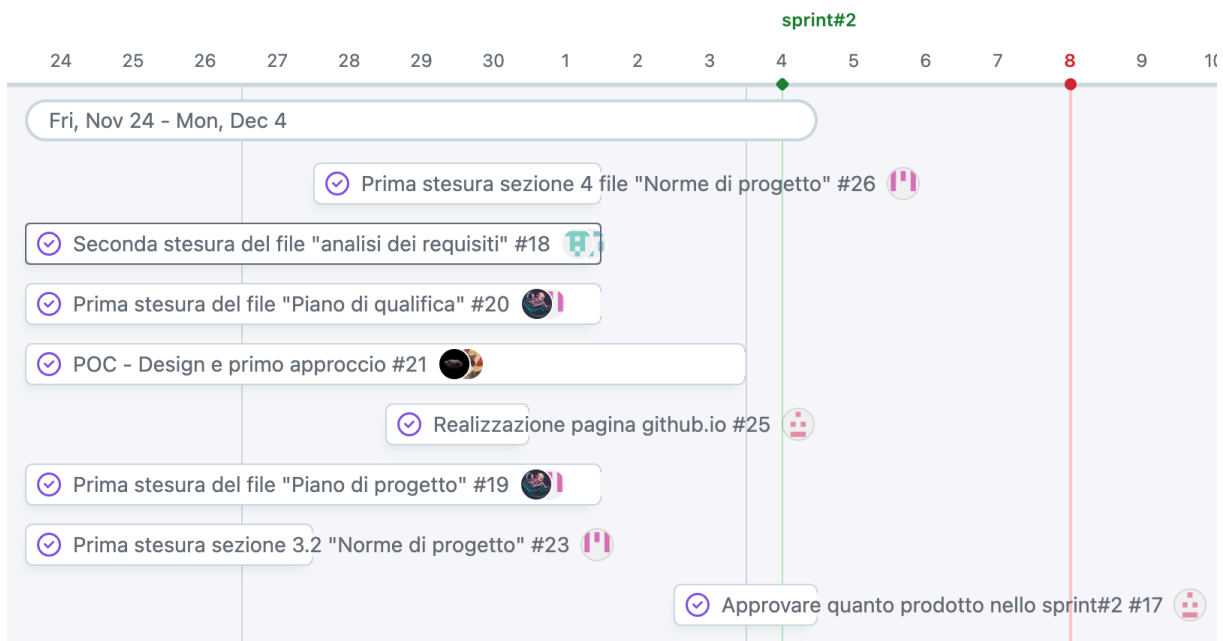 sprint#2
24 25 26 27 28 29 30 1 2 3 4 5 6 7 8 9 10
Fri, Nov 24 - Mon, Dec 4
Prima stesura sezione 4 file "Norme di progetto" #26
Seconda stesura del file "analisi dei requisiti" #18
Prima stesura del file "Piano di qualifica" #20
POC - Design e primo approccio #21
Realizzazione pagina github.io #25
Prima stesura del file "Piano di progetto" #19
Prima stesura sezione 3.2 "Norme di progetto" #23
Approvare quanto prodotto nello sprint#2 #17